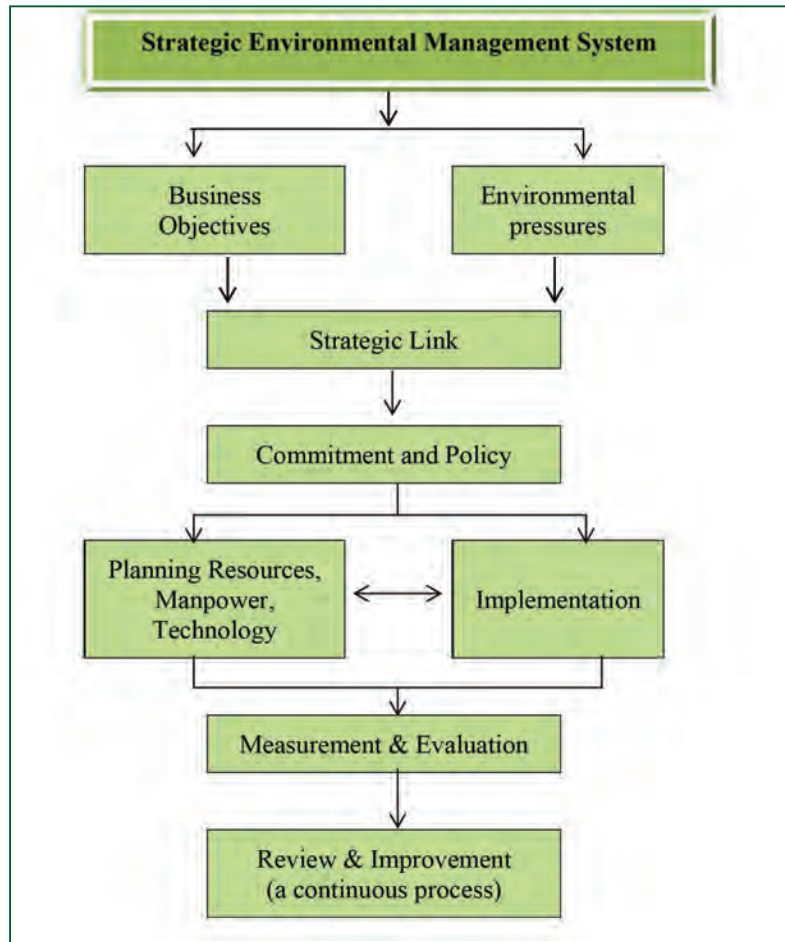 Strategic Environmental Management System
Business
Objectives
Environmental
pressures
Strategic Link
Commitment and Policy
Planning Resources,
Manpower,
Technology
Implementation
Measurement & Evaluation
Review & Improvement
(a continuous process)